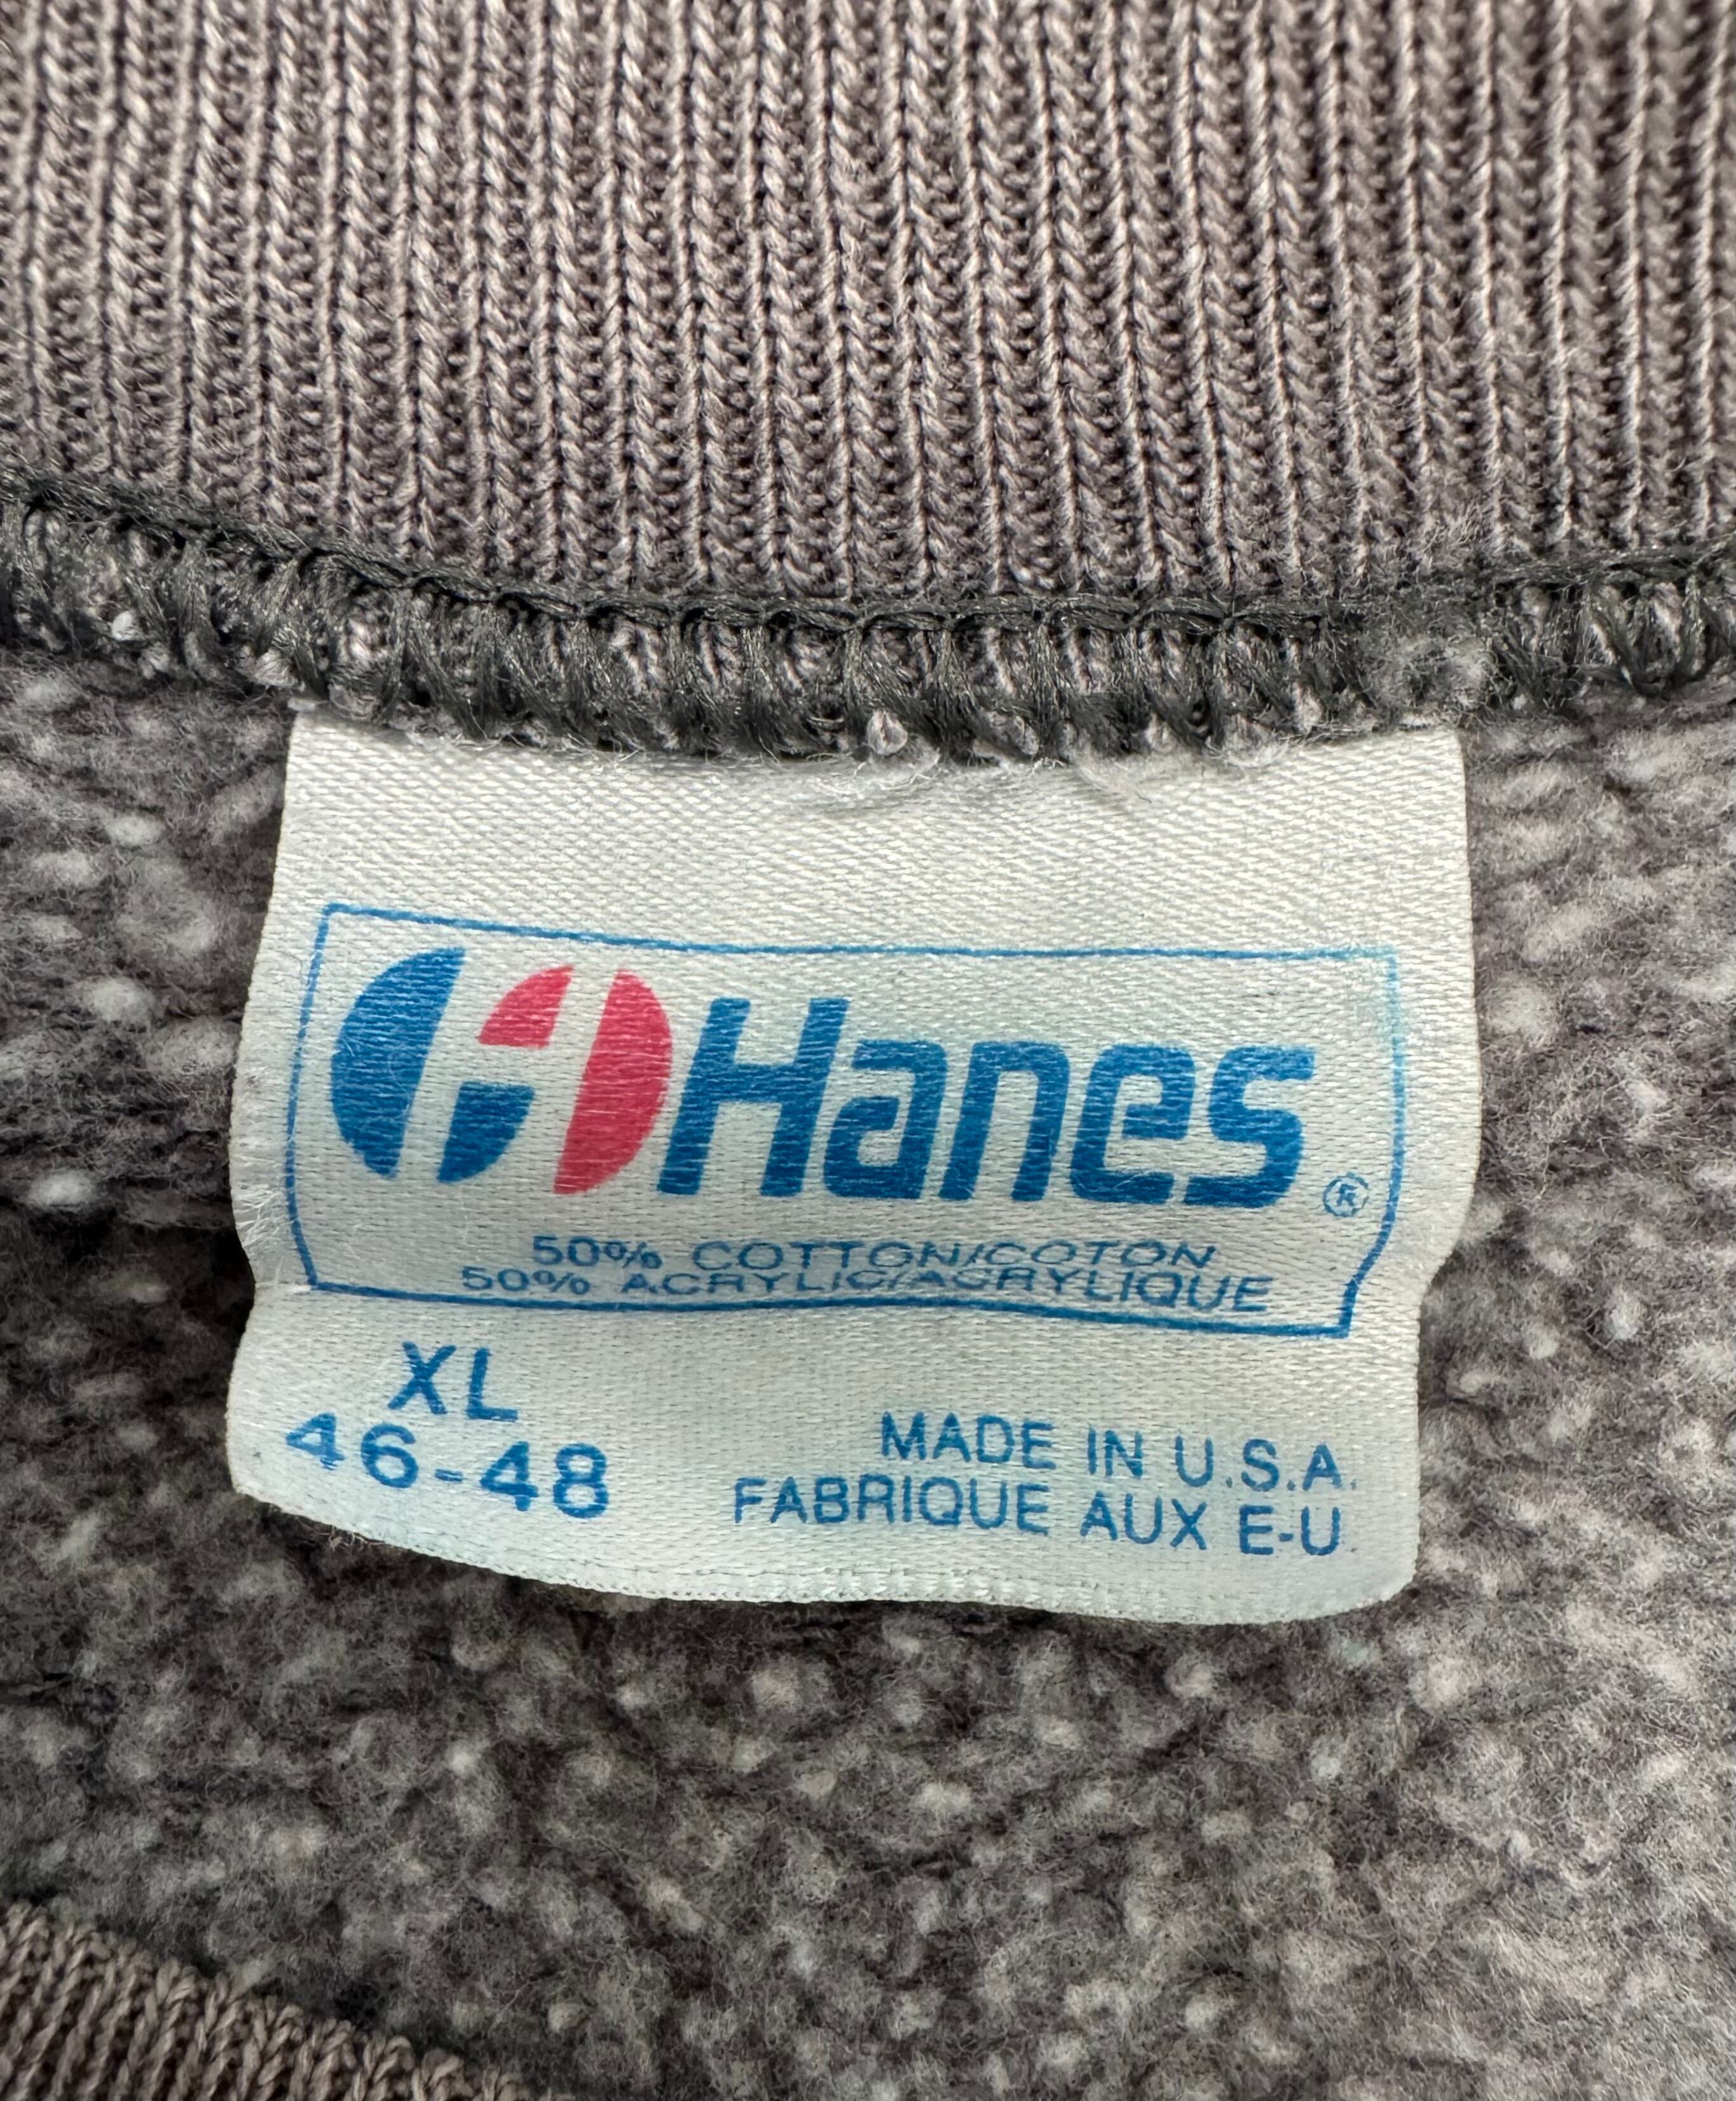 Hanes®
50% COTTON/COTON
50% ACRYLIC/ACRYLIQUE
XL
46-48
MADE IN U.S.A.
FABRIQUE AUX E-U.